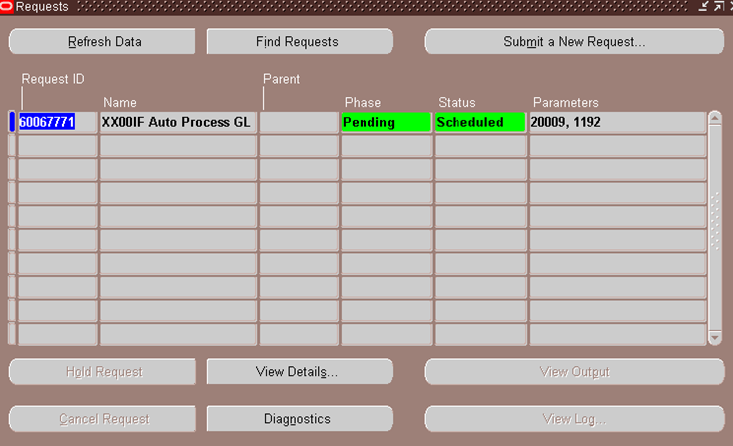 Requests
Refresh Data
Find Requests
Submit a New Request...
Request ID
Parent
Name
Phase
Status
Parameters
60067771
XX00IF Auto Process GL
Pending
Scheduled
20009, 1192
Hold Request
View Details...
View Output
Cancel Request
Diagnostics
View Log...